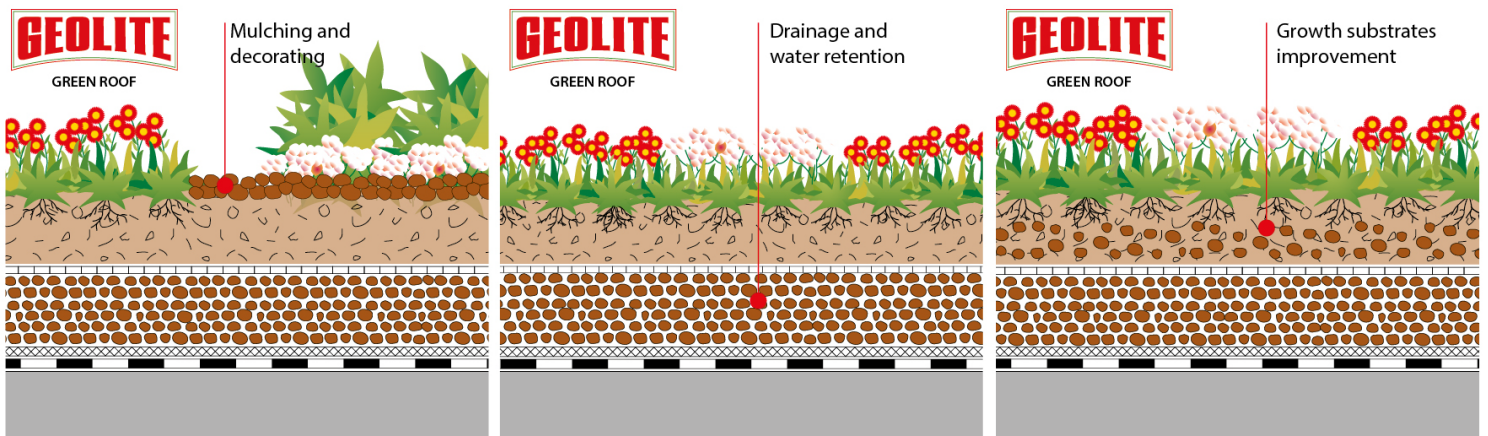 GEOLITE
GREEN ROOF
Mulching and
decorating
GEOLITE
GREEN ROOF
Drainage and
water retention
GEOLITE
GREEN ROOF
Growth substrates
improvement